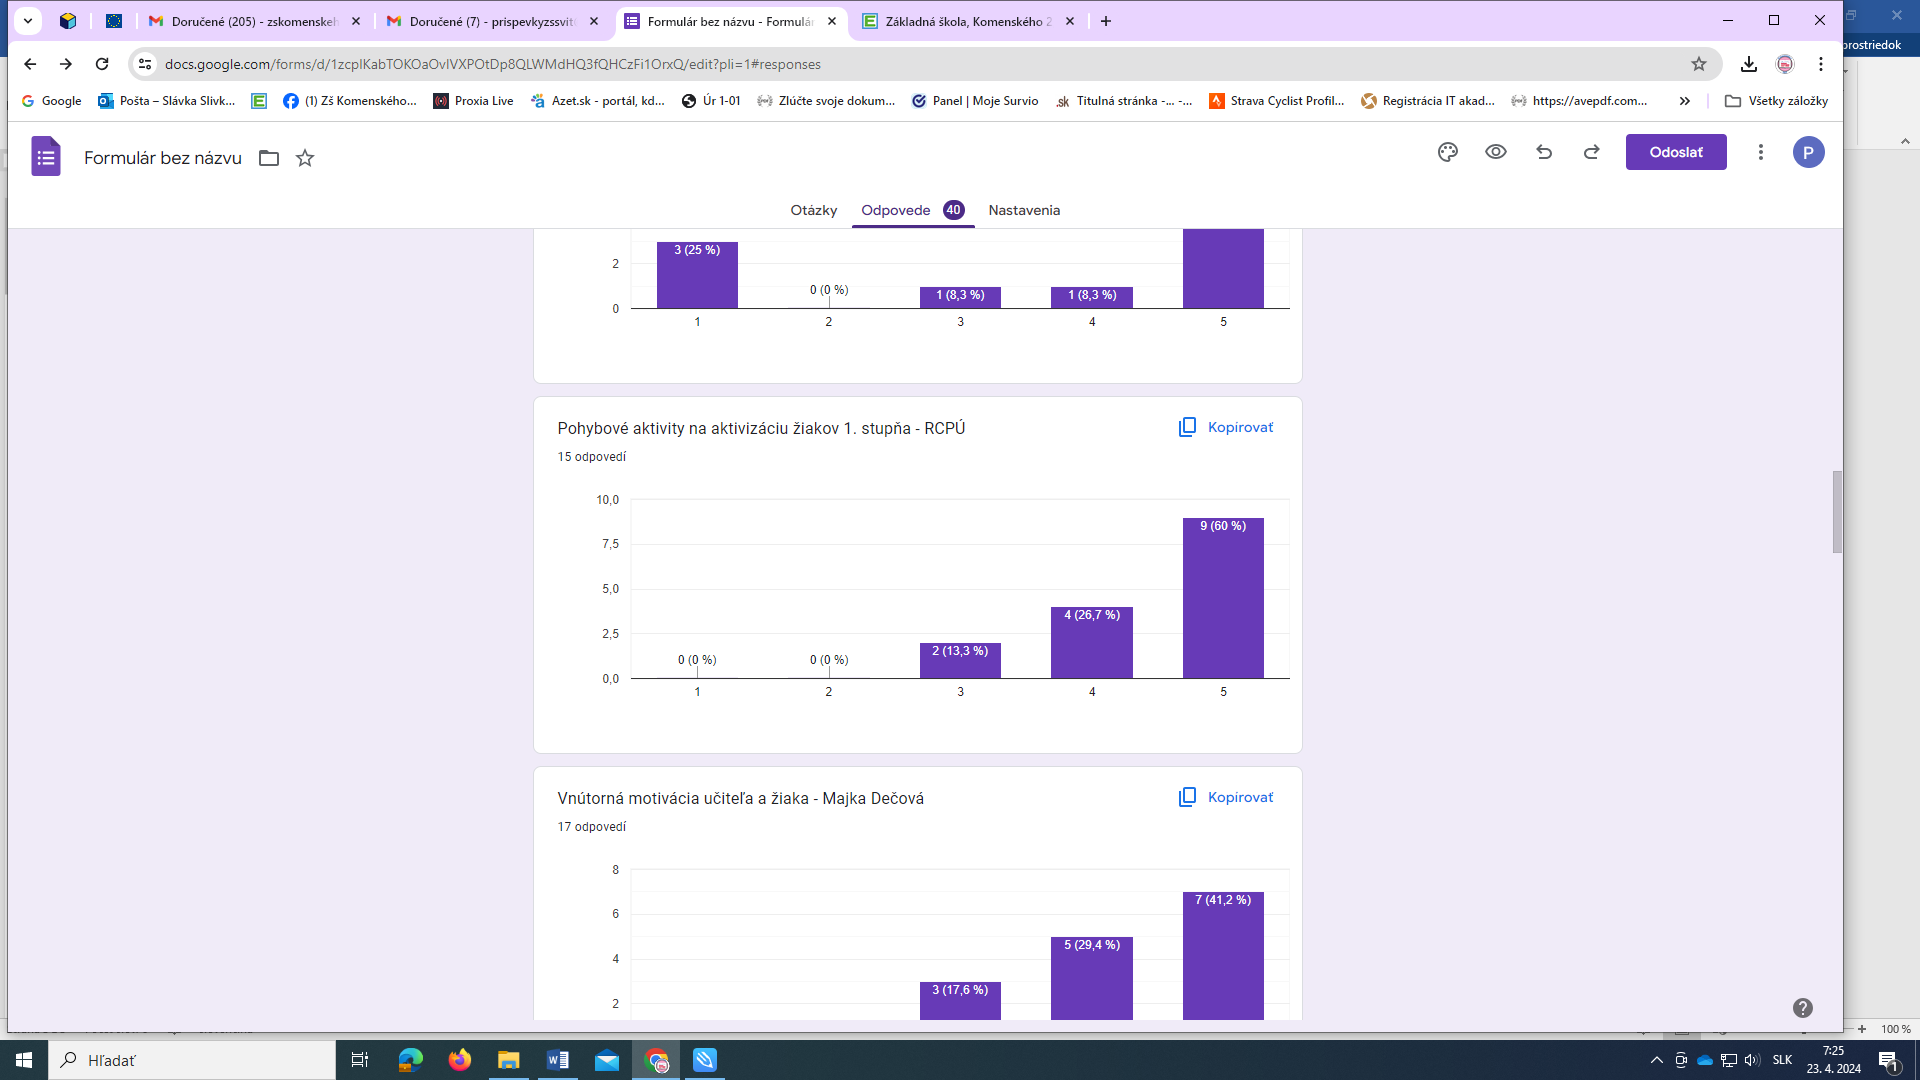 Doručené (205) - zskomenskeh
Doručené (7) - prispevkyzssvit
Formulár bez názvu - Formulár
Základná škola, Komenského 2
prostriedok
docs.google.com/forms/d/1zcplKabTOKOaOvlVXPOtDp8QLWMdHQ3fQHCzFi1OrxQ/edit?pli=1#responses
Google
Pošta – Slávka Slivk...
(1) Zš Komenského...
Proxia Live
Azet.sk - portál, kd...
Úr 1-01
Zlúčte svoje dokum...
Panel | Moje Survio
.sk Titulná stránka -... -...
Strava Cyclist Profil...
Registrácia IT akad...
https://avepdf.com...
Všetky záložky
Formulár bez názvu
Odoslať
P
Otázky
Odpovede 40
Nastavenia
3 (25 %)
2
0 (0 %)
1 (8,3 %)
1 (8,3 %)
0
1 2 3 4 5
Pohybové aktivity na aktivizáciu žiakov 1. stupňa - RCPÚ
Kopírovať
15 odpovedí
10,0
9 (60 %)
7,5
5,0
4 (26,7 %)
2,5
2 (13,3 %)
0 (0 %)
0 (0 %)
0,0
1 2 3 4 5
Vnútorná motivácia učiteľa a žiaka - Majka Dečová
Kopírovať
17 odpovedí
8
7 (41,2 %)
6
5 (29,4 %)
4
3 (17,6 %)
2
100 %
Hľadať
SLK
7:25
23. 4. 2024
1